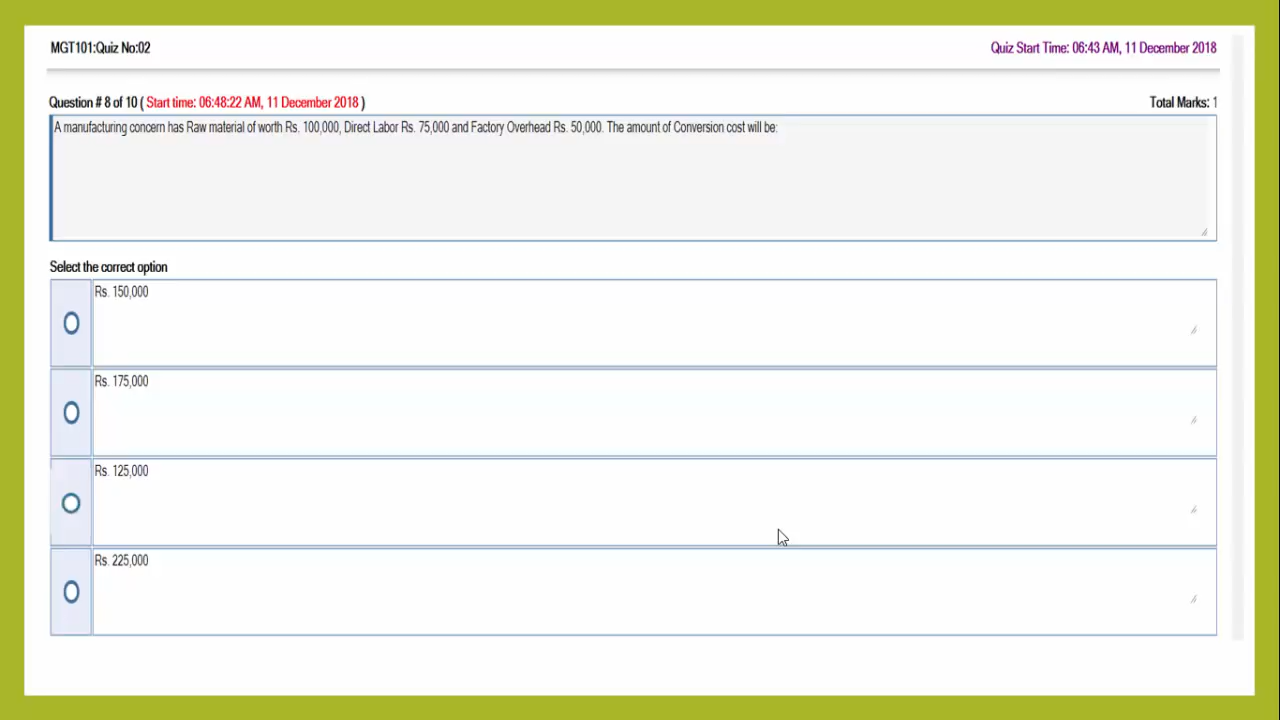 MGT101:Quiz No:02
Quiz Start Time: 06:43 AM, 11 December 2018
Question # 8 of 10 ( Start time: 06:48:22 AM, 11 December 2018 )
Total Marks: 1
A manufacturing concern has Raw material of worth Rs. 100,000, Direct Labor Rs. 75,000 and Factory Overhead Rs. 50,000. The amount of Conversion cost will be:
Select the correct option
Rs. 150,000
Rs. 175,000
Rs. 125,000
Rs. 225,000